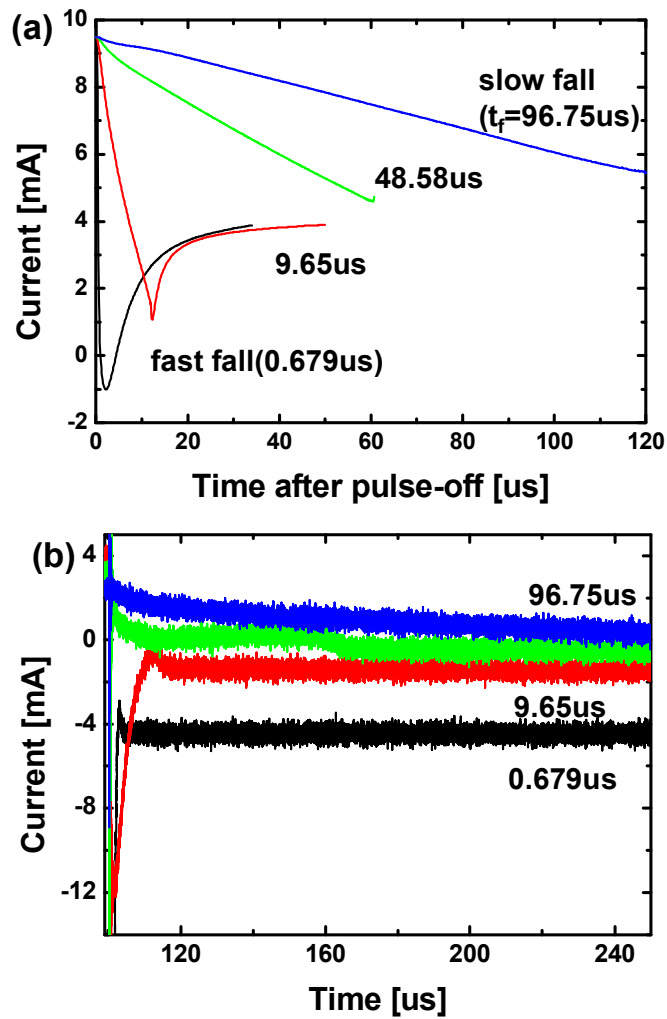 (a)
10
8
6
4
2
0
-2
Current [mA]
slow fall
(t_f=96.75us)
48.58us
9.65us
fast fall(0.679us)
0 20 40 60 80 100 120
Time after pulse-off [us]
(b)
4
0
-4
-8
-12
Current [mA]
96.75us
9.65us
0.679us
120 160 200 240
Time [us]